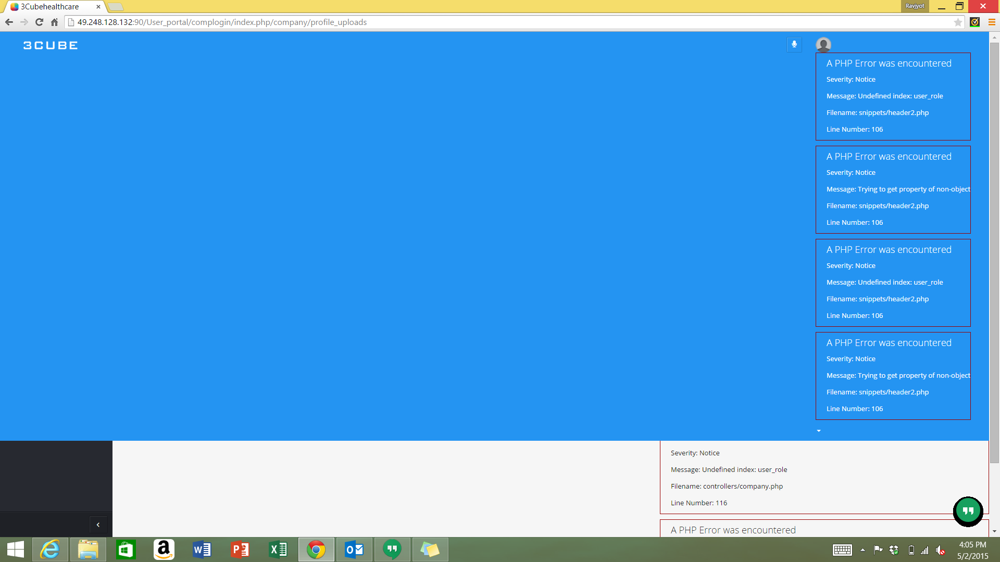 3Cubehealthcare
Ravjyot
49.248.128.132:90/User_portal/complogin/index.php/company/profile_uploads
3CUBE
A PHP Error was encountered
Severity: Notice
Message: Undefined index: user_role
Filename: snippets/header2.php
Line Number: 106
A PHP Error was encountered
Severity: Notice
Message: Trying to get property of non-object
Filename: snippets/header2.php
Line Number: 106
A PHP Error was encountered
Severity: Notice
Message: Undefined index: user_role
Filename: snippets/header2.php
Line Number: 106
A PHP Error was encountered
Severity: Notice
Message: Trying to get property of non-object
Filename: snippets/header2.php
Line Number: 106
Severity: Notice
Message: Undefined index: user_role
Filename: controllers/company.php
Line Number: 116
A PHP Error was encountered
4:05 PM
5/2/2015